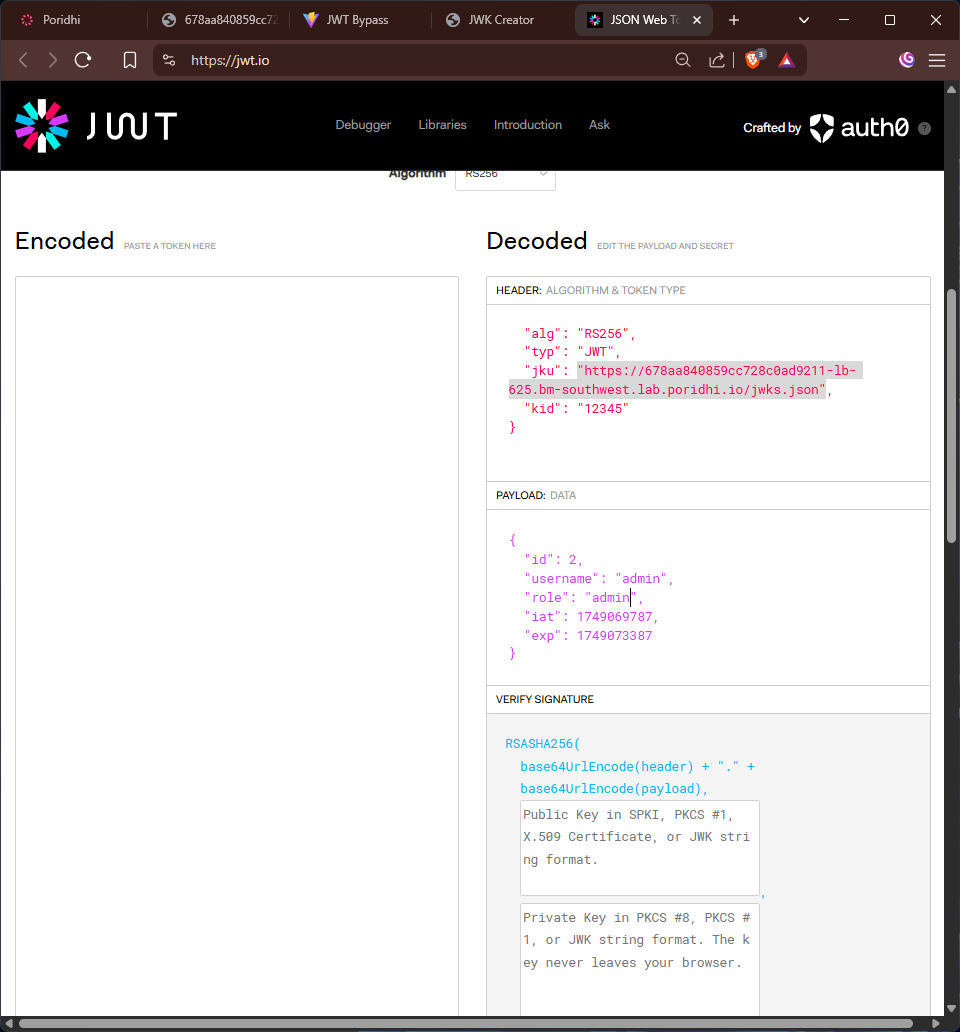 Poridhi
678aa840859cc72
JWT Bypass
JWK Creator
JSON Web To
https://jwt.io
3
JWT
Debugger
Libraries
Introduction
Ask
Crafted by
auth0
?
Algorithm
RS256
Encoded
PASTE A TOKEN HERE
Decoded
EDIT THE PAYLOAD AND SECRET
HEADER: ALGORITHM & TOKEN TYPE
"alg": "RS256",
"typ": "JWT",
"jku": "https://678aa840859cc728c0ad9211-lb-
625.bm-southwest.lab.poridhi.io/jwks.json",
"kid": "12345"
}
PAYLOAD: DATA
{
"id": 2,
"username": "admin",
"role": "admin",
"iat": 1749069787,
"exp": 1749073387
}
VERIFY SIGNATURE
RSASHA256(
base64UrlEncode(header) + "." +
base64UrlEncode(payload),
Public Key in SPKI, PKCS #1,
X.509 Certificate, or JWK stri
ng format.
,
Private Key in PKCS #8, PKCS #
1, or JWK string format. The k
ey never leaves your browser.